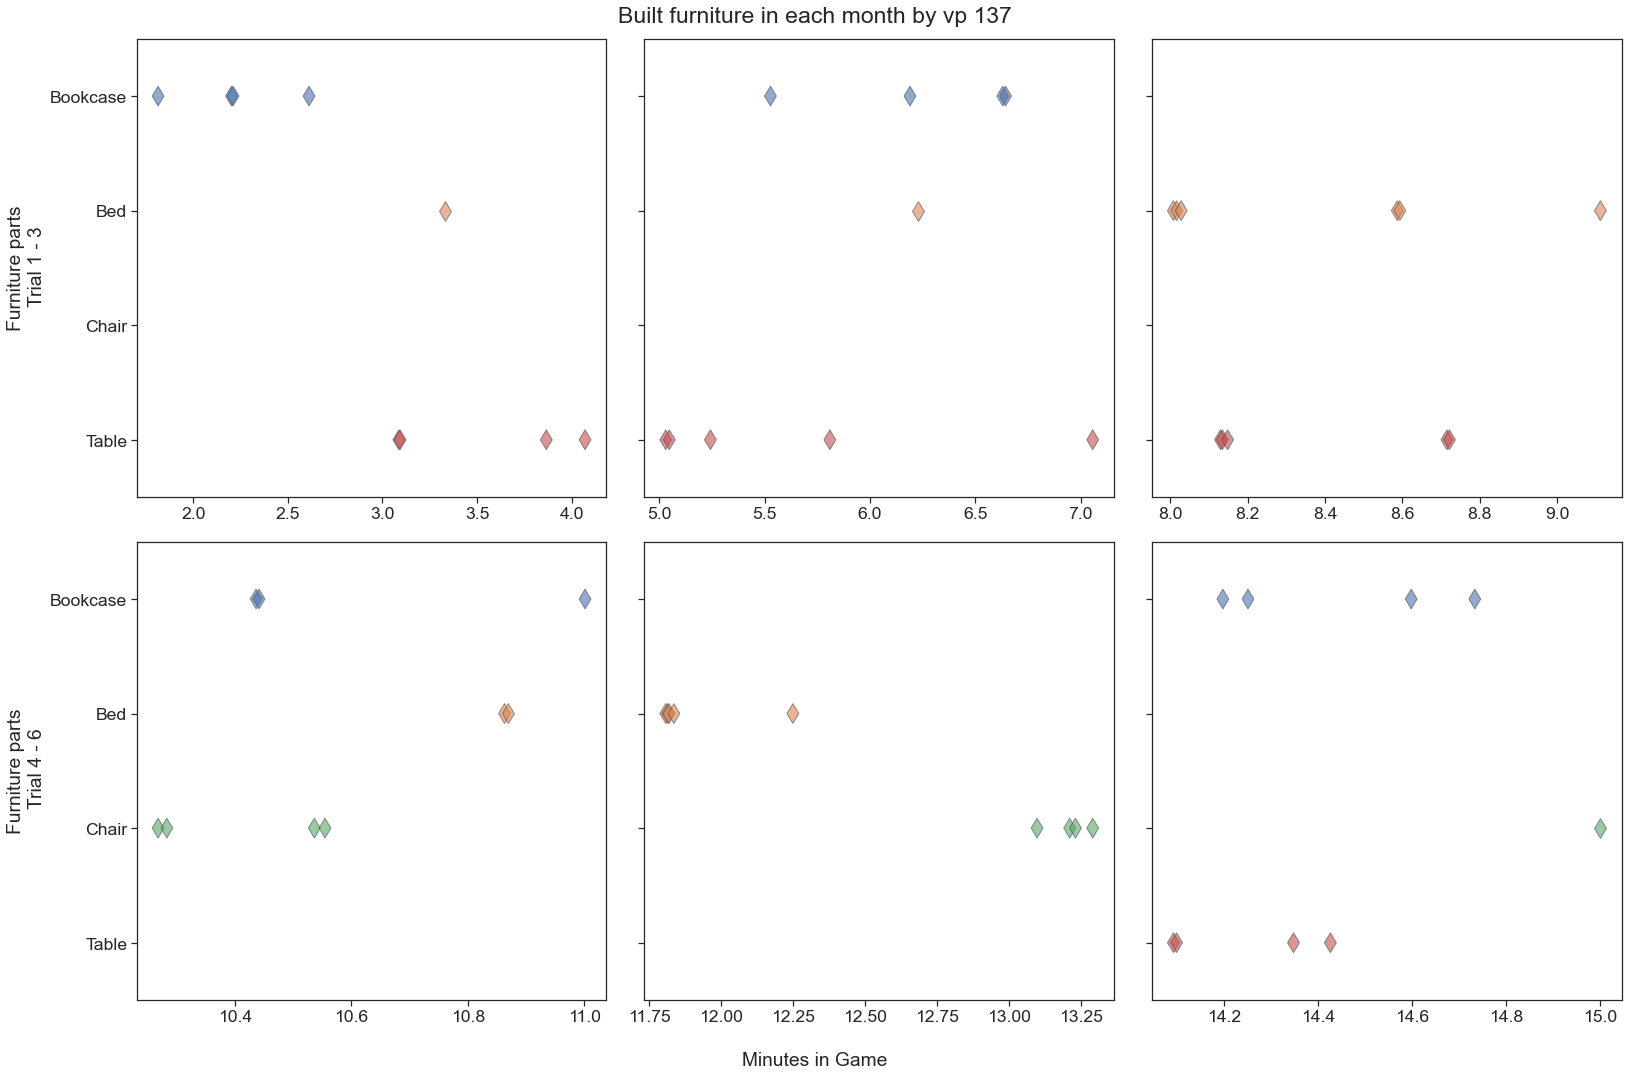 Built furniture in each month by vp 137
Furniture parts
Trial 1 - 3
Bookcase
Bed
Chair
Table
2.0 2.5 3.0 3.5 4.0
5.0 5.5 6.0 6.5 7.0
8.0 8.2 8.4 8.6 8.8 9.0
Furniture parts
Trial 4 - 6
Bookcase
Bed
Chair
Table
10.4 10.6 10.8 11.0
11.75 12.00 12.25 12.50 12.75 13.00 13.25
14.2 14.4 14.6 14.8 15.0
Minutes in Game